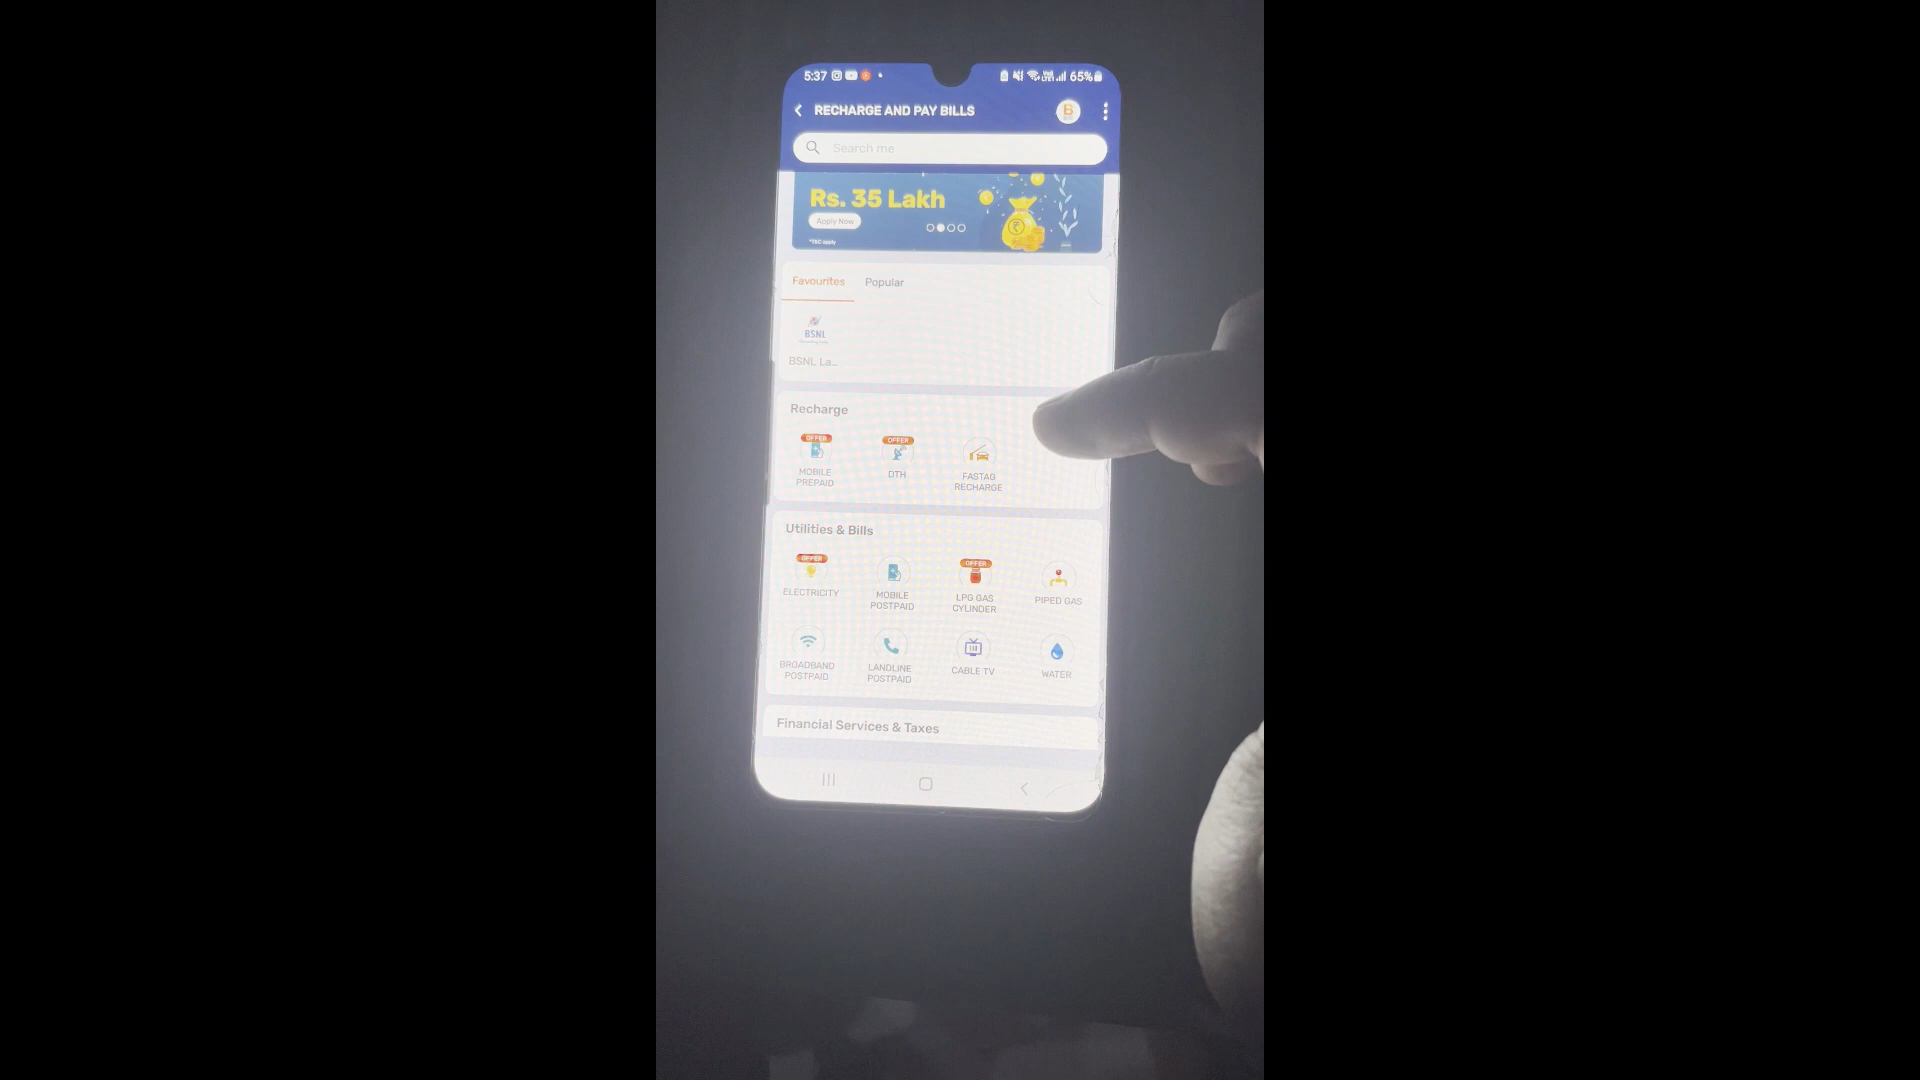 5:37 65%
RECHARGE AND PAY BILLS
B
Search me
Rs. 35 Lakh
Apply Now
*T&C apply
Favourites Popular
BSNL
BSNL La...
Recharge
OFFER OFFER
MOBILE PREPAID
DTH
FASTAG RECHARGE
Utilities & Bills
OFFER OFFER
ELECTRICITY
MOBILE POSTPAID
LPG GAS CYLINDER
PIPED GAS
BROADBAND POSTPAID
LANDLINE POSTPAID
CABLE TV
WATER
Financial Services & Taxes